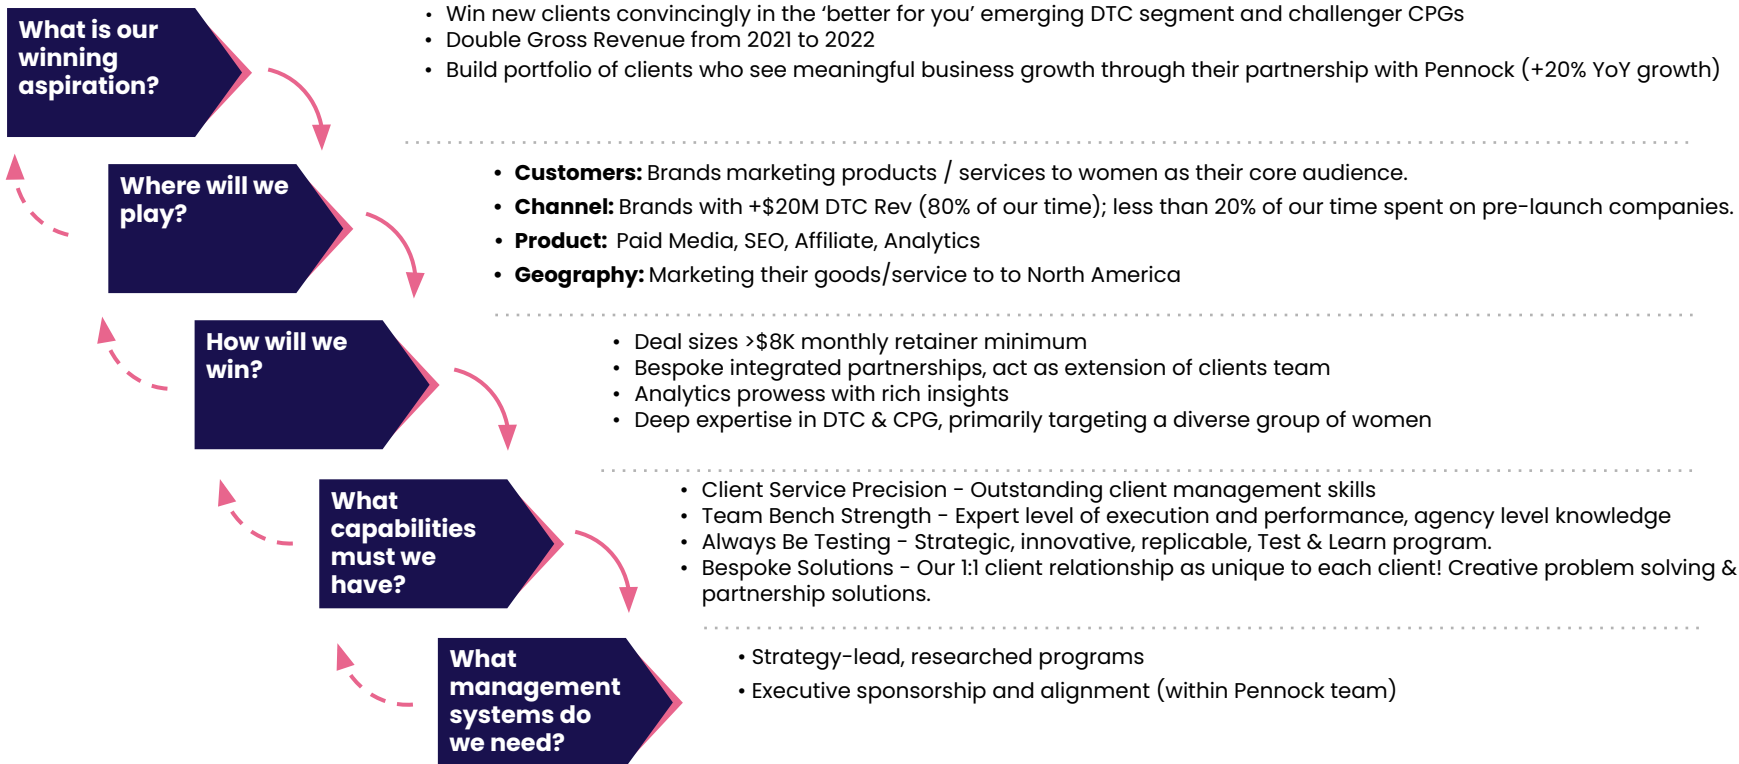 What is our
winning
aspiration?
• Win new clients convincingly in the ‘better for you’ emerging DTC segment and challenger CPGs
• Double Gross Revenue from 2021 to 2022
• Build portfolio of clients who see meaningful business growth through their partnership with Pennock (+20% YoY growth)
Where will we
play?
• Customers: Brands marketing products / services to women as their core audience.
• Channel: Brands with +$20M DTC Rev (80% of our time); less than 20% of our time spent on pre-launch companies.
• Product: Paid Media, SEO, Affiliate, Analytics
• Geography: Marketing their goods/service to to North America
How will we
win?
• Deal sizes >$8K monthly retainer minimum
• Bespoke integrated partnerships, act as extension of clients team
• Analytics prowess with rich insights
• Deep expertise in DTC & CPG, primarily targeting a diverse group of women
What
capabilities
must we
have?
• Client Service Precision - Outstanding client management skills
• Team Bench Strength - Expert level of execution and performance, agency level knowledge
• Always Be Testing - Strategic, innovative, replicable, Test & Learn program.
• Bespoke Solutions - Our 1:1 client relationship as unique to each client! Creative problem solving &
partnership solutions.
What
management
systems do
we need?
• Strategy-lead, researched programs
• Executive sponsorship and alignment (within Pennock team)